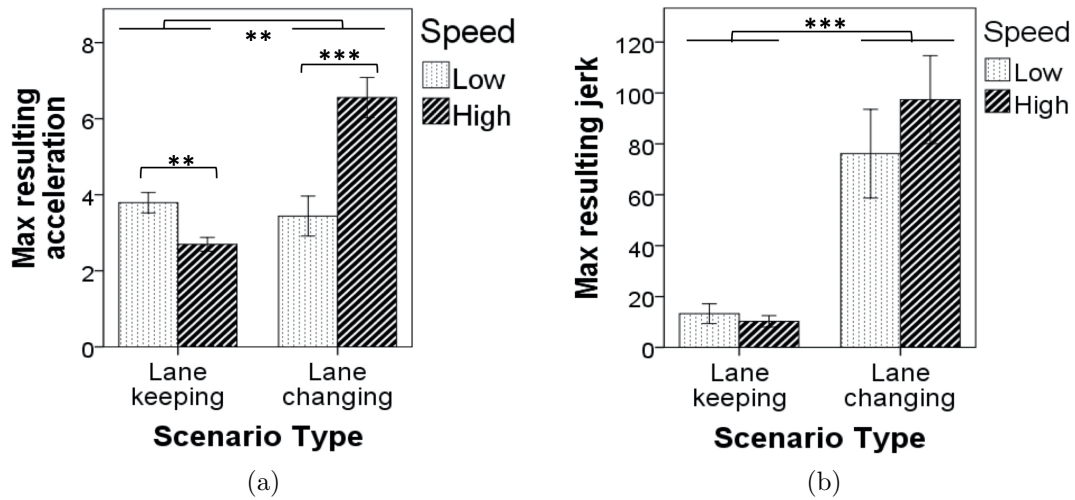 8
6
4
2
0
**
***
**
Speed
Low
High
Max resulting
acceleration
Lane
keeping
Lane
changing
Scenario Type
(a)
120
100
80
60
40
20
0
***
Speed
Low
High
Max resulting jerk
Lane
keeping
Lane
changing
Scenario Type
(b)